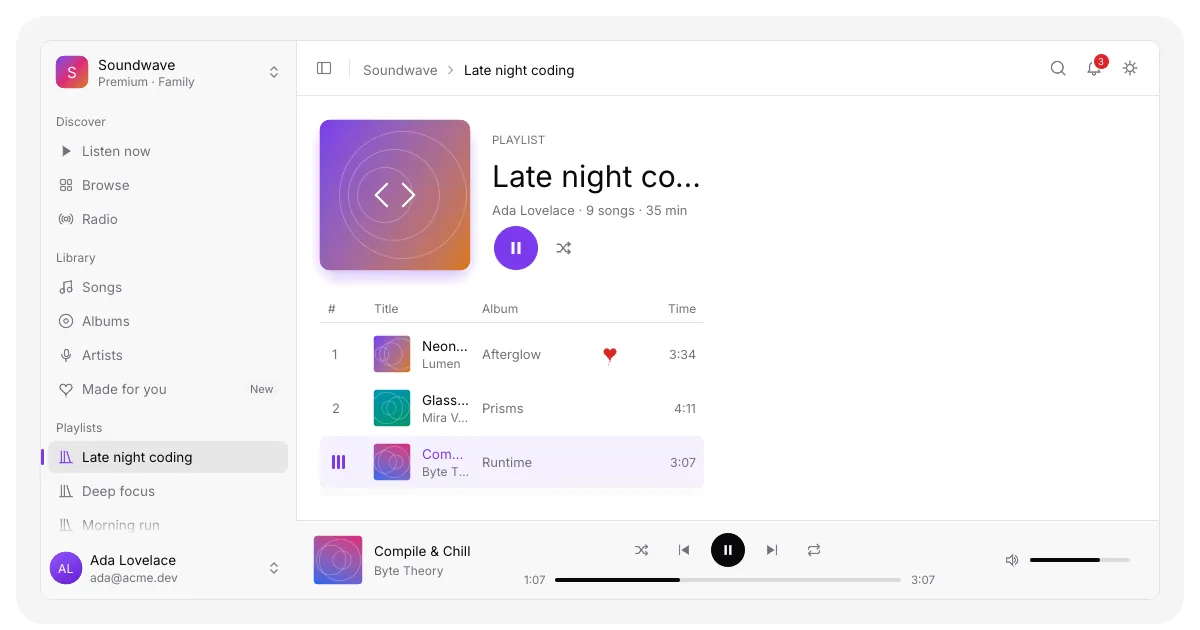 S
Soundwave
Premium · Family
Discover
Listen now
Browse
Radio
Library
Songs
Albums
Artists
Made for you New
Playlists
Late night coding
Deep focus
Morning run
AL
Ada Lovelace
ada@acme.dev
Soundwave > Late night coding
3
PLAYLIST
Late night co...
Ada Lovelace · 9 songs · 35 min
# Title Album Time
1 Neon... Afterglow 3:34
Lumen
2 Glass... Prisms 4:11
Mira V...
Com... Runtime 3:07
Byte T...
Compile & Chill
Byte Theory
1:07 3:07